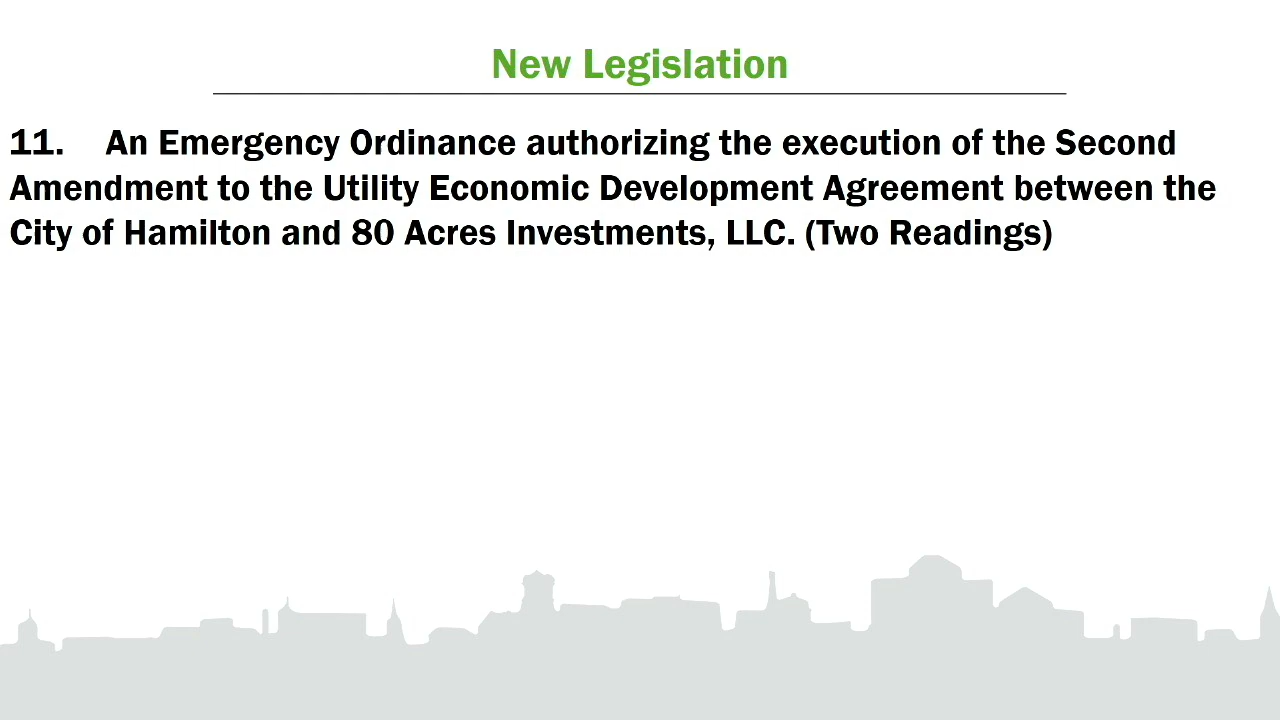 New Legislation
11. An Emergency Ordinance authorizing the execution of the Second
Amendment to the Utility Economic Development Agreement between the
City of Hamilton and 80 Acres Investments, LLC. (Two Readings)